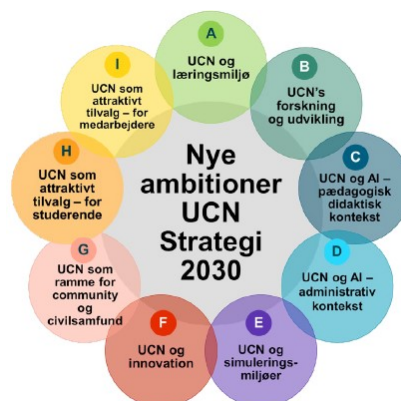 Nye
ambitioner
UCN
Strategi
2030
A
UCN og
læringsmiljø
B
UCN's
forskning
og udvikling
C
UCN og AI –
pædagogisk
didaktisk
kontekst
D
UCN og AI –
administrativ
kontekst
E
UCN og
simulerings-
miljøer
F
UCN og
innovation
G
UCN som
ramme for
community
og
civilsamfund
H
UCN som
attraktivt
tilvalg – for
studerende
I
UCN som
attraktivt
tilvalg – for
medarbejdere